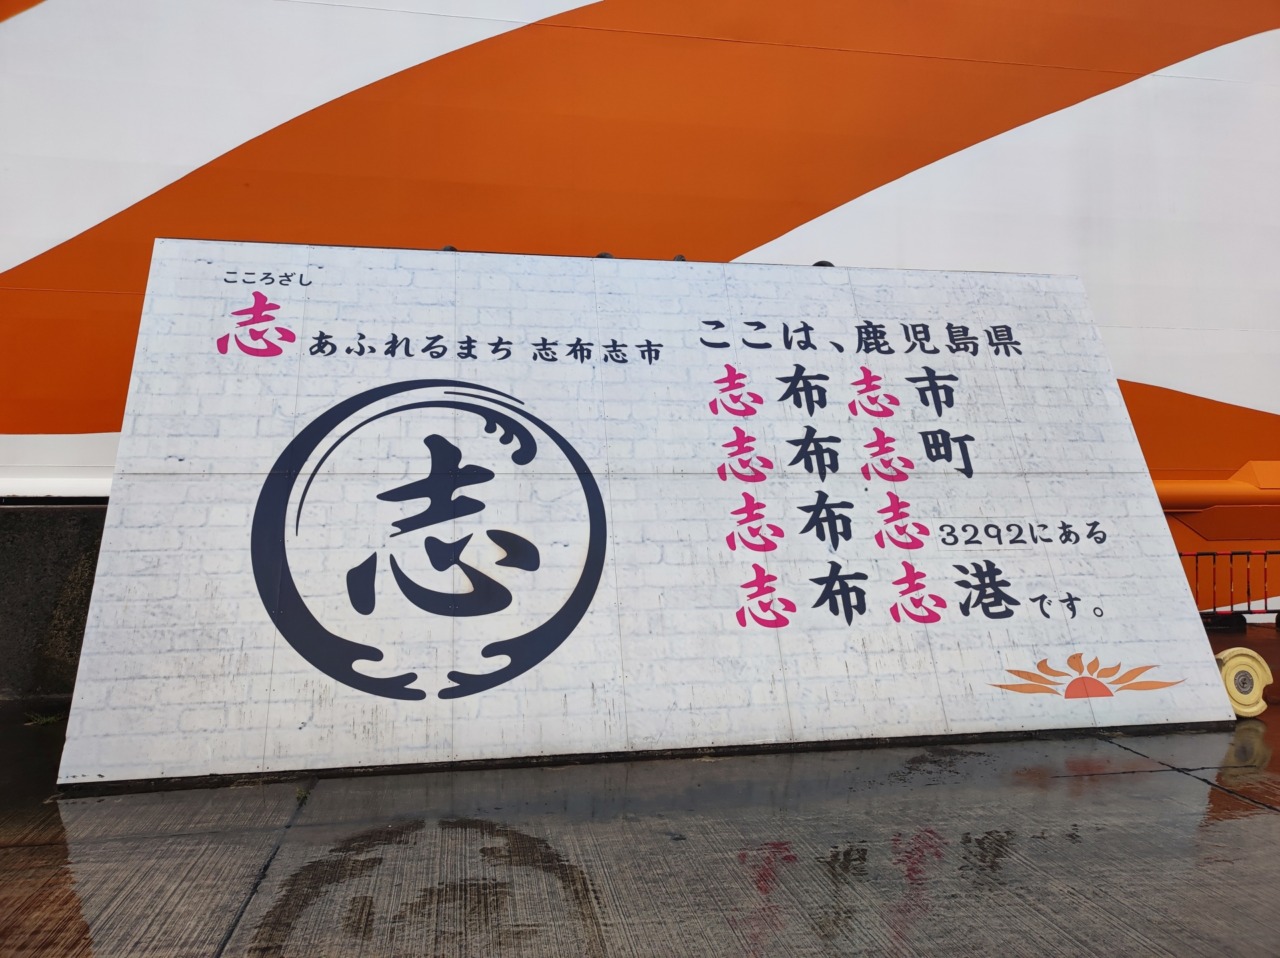 こころざし
志あふれるまち 志布志市
志
ここは、鹿児島県
志布志市
志布志町
志布志3292にある
志布志港です。